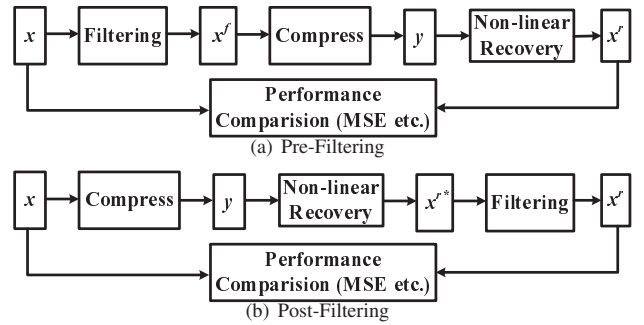 x Filtering x^f Compress y Non-linear Recovery x^r
Performance
Comparision (MSE etc.)
(a) Pre-Filtering
x Compress y Non-linear Recovery x^r* Filtering x^r
Performance
Comparision (MSE etc.)
(b) Post-Filtering